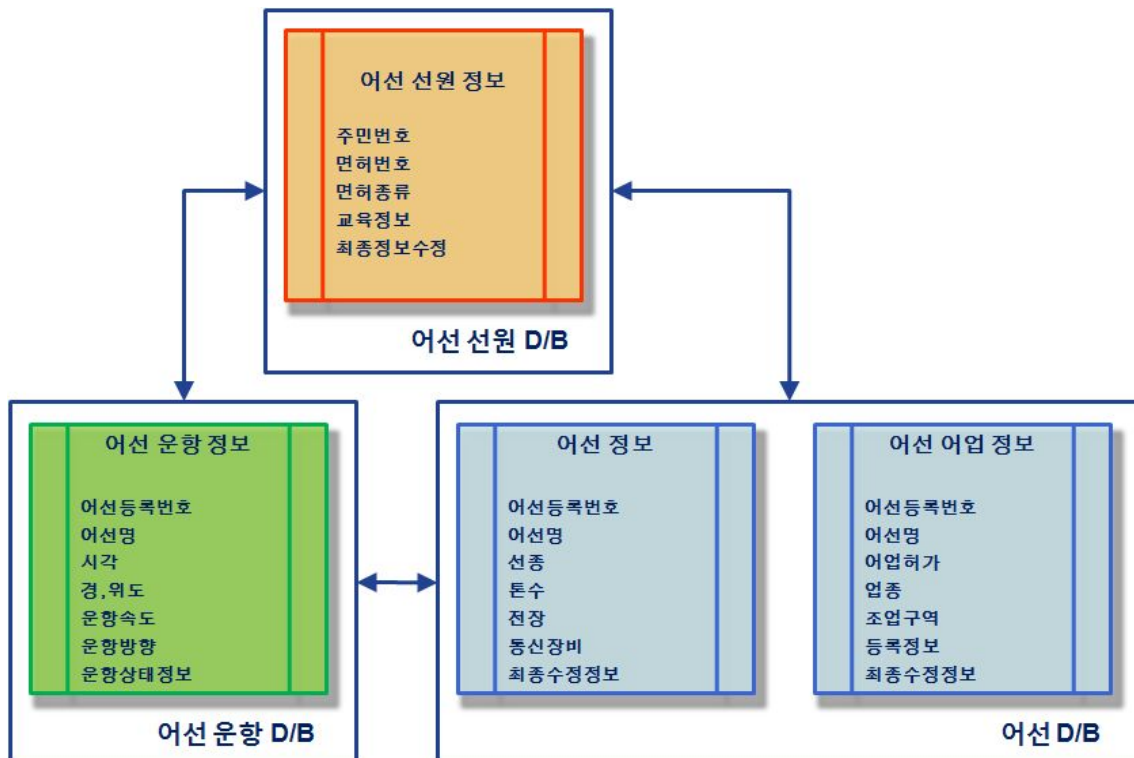 어선 선원 정보
주민번호
면허번호
면허종류
교육정보
최종정보수정
어선 선원 D/B
어선 운항 정보
어선등록번호
어선명
시각
경,위도
운항속도
운항방향
운항상태정보
어선 운항 D/B
어선 정보
어선등록번호
어선명
선종
톤수
전장
통신장비
최종수정정보
어선 어업 정보
어선등록번호
어선명
어업허가
업종
조업구역
등록정보
최종수정정보
어선 D/B